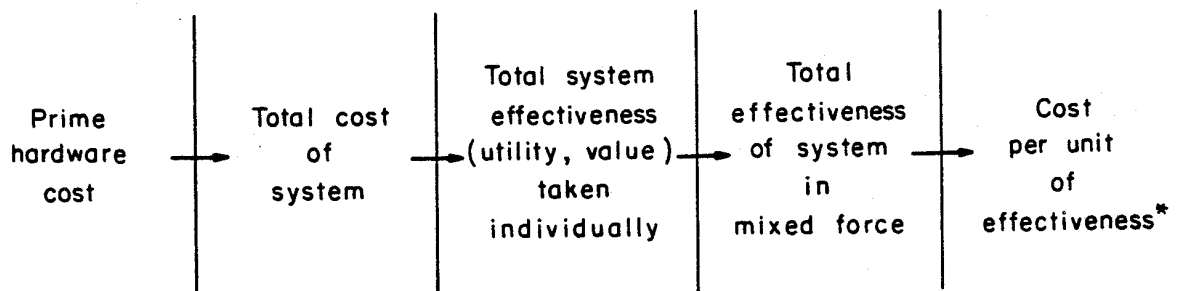 Prime
hardware
cost
Total cost
of
system
Total system
effectiveness
(utility, value)
taken
individually
Total
effectiveness
of system
in
mixed force
Cost
per unit
of
effectiveness*